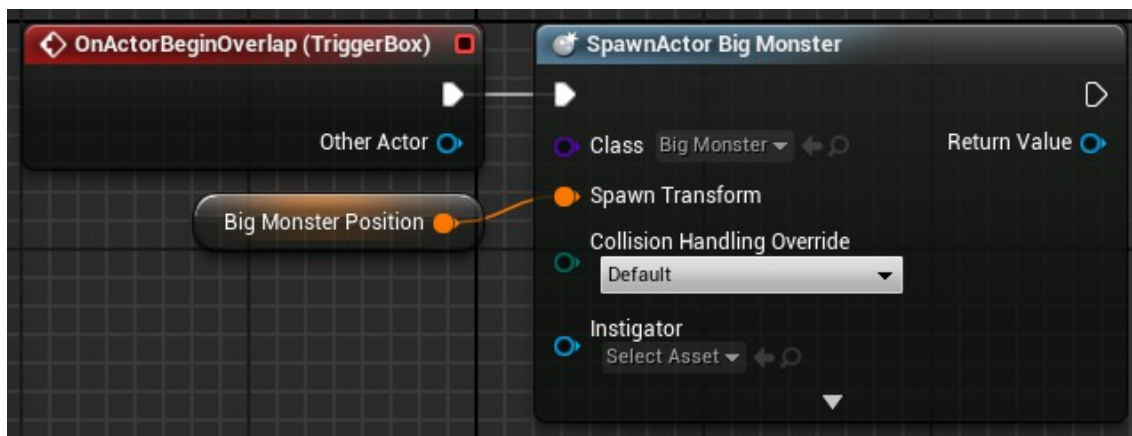 OnActorBeginOverlap (TriggerBox)
Other Actor
Big Monster Position
SpawnActor Big Monster
Class Big Monster
Return Value
Spawn Transform
Collision Handling Override
Default
Instigator
Select Asset